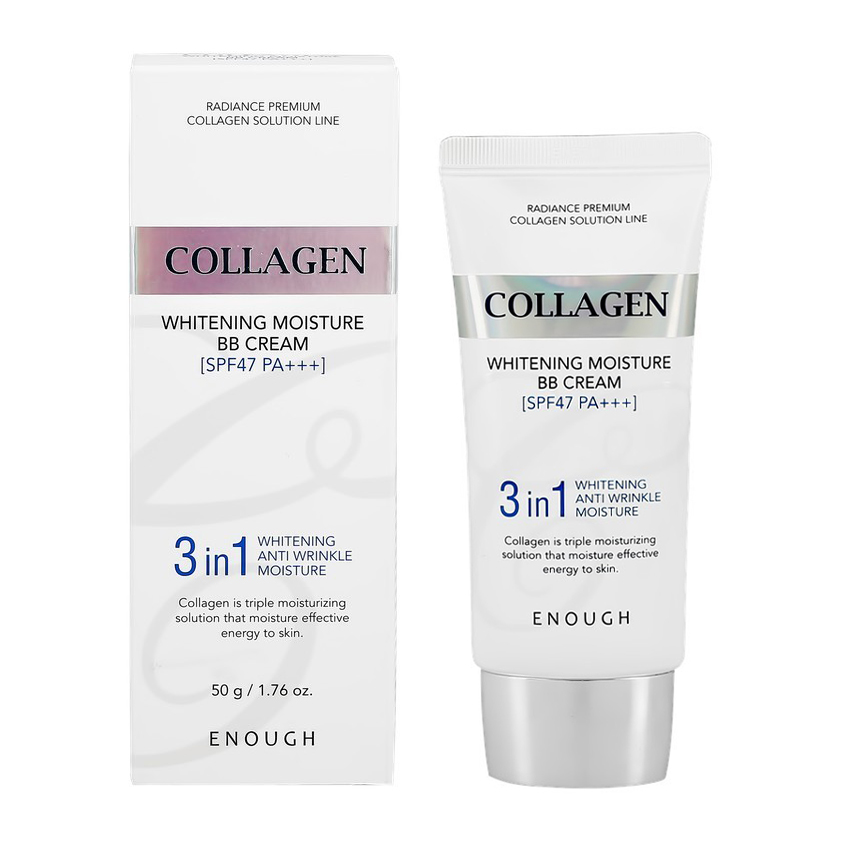 RADIANCE PREMIUM
COLLAGEN SOLUTION LINE
COLLAGEN
WHITENING MOISTURE
BB CREAM
[SPF47 PA+++]
3 in 1 WHITENING
ANTI WRINKLE
MOISTURE
Collagen is triple moisturizing
solution that moisture effective
energy to skin.
50 g / 1.76 oz.
ENOUGH
RADIANCE PREMIUM
COLLAGEN SOLUTION LINE
COLLAGEN
WHITENING MOISTURE
BB CREAM
[SPF47 PA+++]
3 in 1 WHITENING
ANTI WRINKLE
MOISTURE
Collagen is triple moisturizing
solution that moisture effective
energy to skin.
ENOUGH